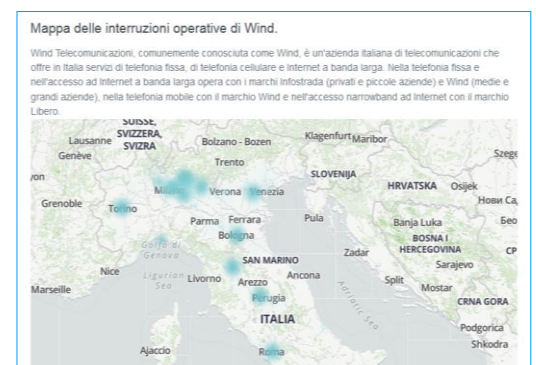 Mappa delle interruzioni operative di Wind.
Wind Telecomunicazioni, comunemente conosciuta come Wind, è un'azienda italiana di telecomunicazioni che
offre in Italia servizi di telefonia fissa, di telefonia cellulare e Internet a banda larga. Nella telefonia fissa e
nell'accesso ad Internet a banda larga opera con i marchi Infostrada (privati e piccole aziende) e Wind (medie e
grandi aziende), nella telefonia mobile con il marchio Wind e nell'accesso narrowband ad Internet con il marchio
Libero.
SUISSE,
SVIZZERA,
SVIZRA
Lausanne
Genève
Bolzano - Bozen
Trento
Klagenfurt
Maribor
Szege
yon
SLOVENIJA
HRVATSKA
Osijek
Нови Са
Grenoble
Torino
Milano
Verona
Venezia
Parma
Ferrara
Pula
Banja Luka
Бео
Bologna
Golfo di
Genova
BOSNA I
HERCEGOVINA
СР
SAN MARINO
Zadar
Sarajevo
Nice
Ligurian
Sea
Livorno
Arezzo
Ancona
Split
Mostar
Marseille
Perugia
Adriatic Sea
CRNA GORA
ITALIA
Podgorica
Shkodra
Ajaccio
Roma